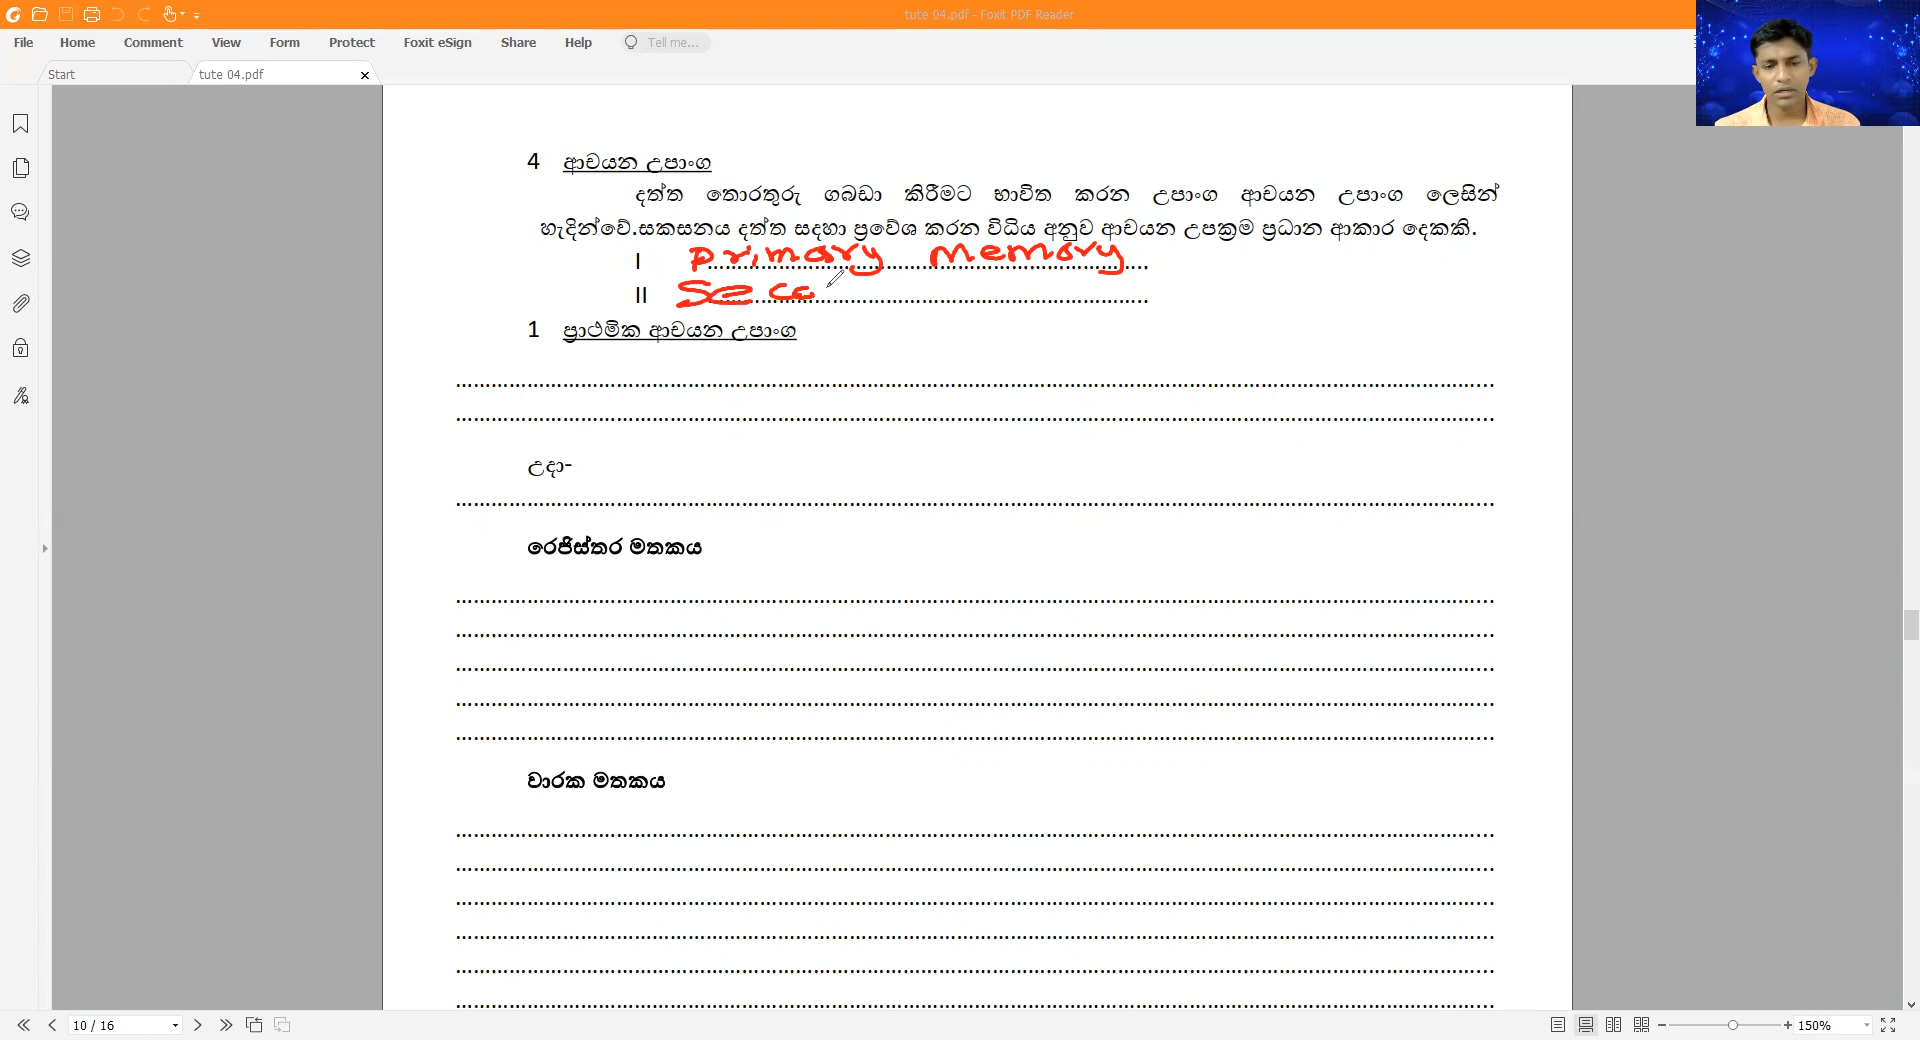 tute 04.pdf - Foxit PDF Reader
File Home Comment View Form Protect Foxit eSign Share Help Tell me...
Start tute 04.pdf
4 ආචයන උපාංග
දත්ත තොරතුරු ගබඩා කිරීමට භාවිත කරන උපාංග ආචයන උපාංග ලෙසින්
හැදින්වේ.සකසනය දත්ත සදහා ප්‍රවේශ කරන විධිය අනුව ආචයන උපක්‍රම ප්‍රධාන ආකාර දෙකකි.
I Primary Memory
II Seco
1 ප්‍රාථමික ආචයන උපාංග
උදා-
රෙජිස්තර මතකය
වාරක මතකය
10 / 16
150%